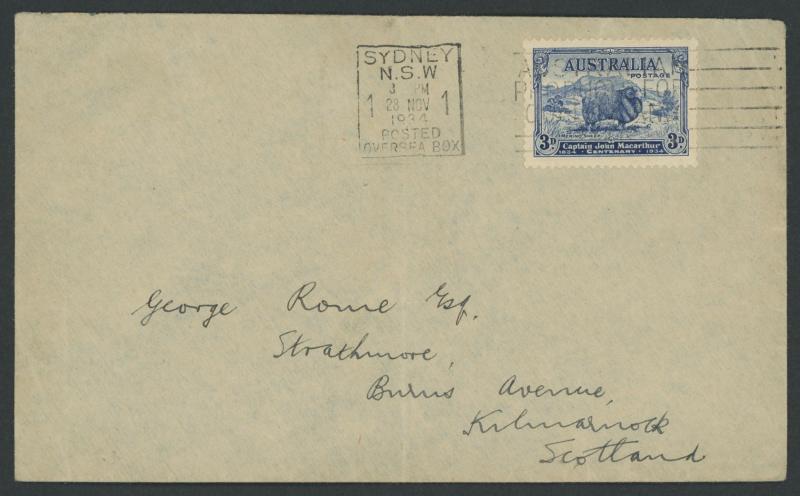 SYDNEY
N.S.W
3 PM
1 28 NOV 1
1934
POSTED
OVERSEA BOX
AUSTRALIA
POSTAGE
3D Captain John Macarthur 3D
1834 CENTENARY 1934
George Rome Esq.
Strathmore,
Burns Avenue,
Kilmarnock
Scotland